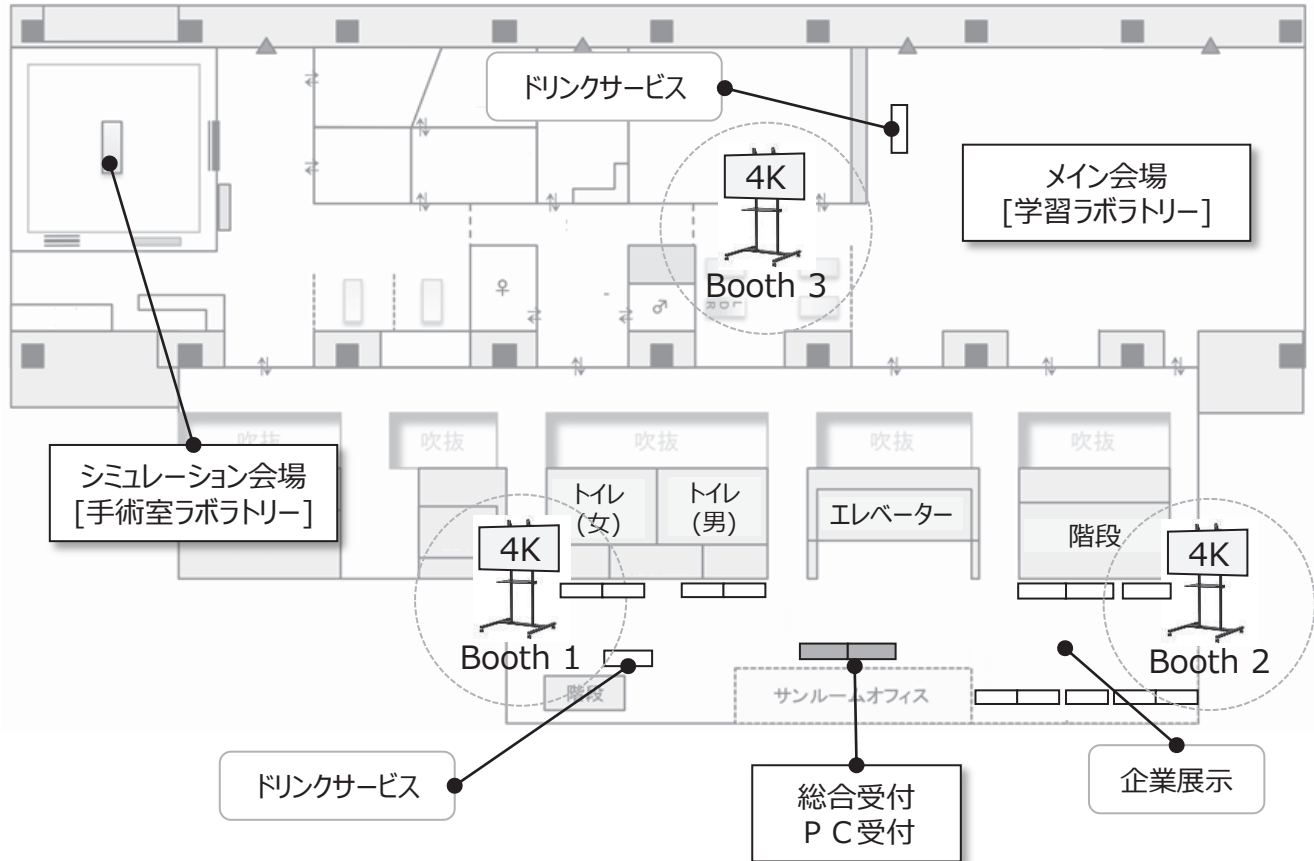 ドリンクサービス
4K
Booth 3
メイン会場
[学習ラボラトリー]
♀
♂
LDR
吹抜
吹抜
吹抜
吹抜
吹抜
シミュレーション会場
[手術室ラボラトリー]
トイレ
(女)
トイレ
(男)
エレベーター
階段
4K
Booth 1
4K
Booth 2
階段
サンルームオフィス
ドリンクサービス
総合受付
ＰＣ受付
企業展示